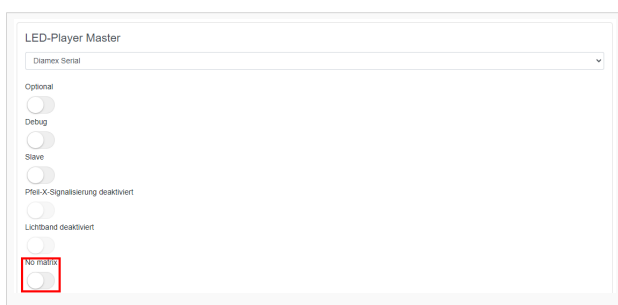 LED-Player Master
Diamex Serial
Optional
Debug
Slave
Pfeil-X-Signalisierung deaktiviert
Lichtband deaktiviert
No matrix